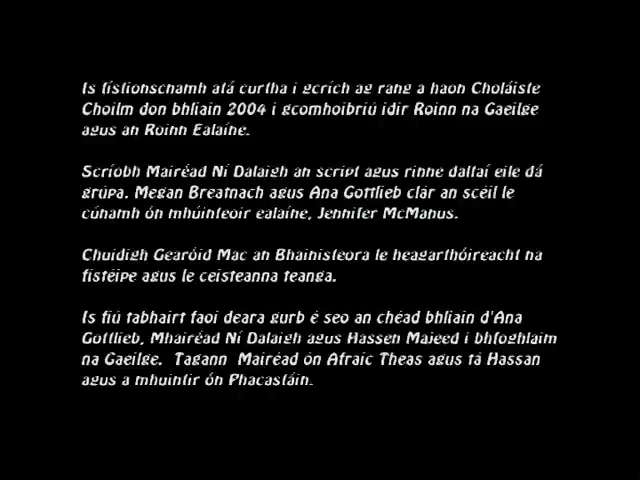 Is físfionschamh atá curtha i gcrích ag rang a haon Choláiste
Choilm don bhliain 2004 i gcomhoibriú idir Roinn na Gaeilge
agus an Roinn Ealaíne.
Scríobh Mairéad Ní Dalaigh an script agus rinne daltaí eile dá
grúpa. Megan Breatnach agus Ana Gottlieb clár an scéil le
cúnamh ón mhúinteoir ealaíne, Jennifer McManus.
Chuidigh Gearóid Mac an Bhainisteora le heagarthóireacht na
fístéipe agus le ceisteanna teanga.
Is fiú tabhairt faoi deara gurb é seo an chéad bhliain d'Ana
Gottlieb, Mhairéad Ní Dalaigh agus Hassen Majeed i bhfoghlaim
na Gaeilge. Tagann Mairéad ón Afraic Theas agus tá Hassan
agus a mhuintir ón Phacastáin.